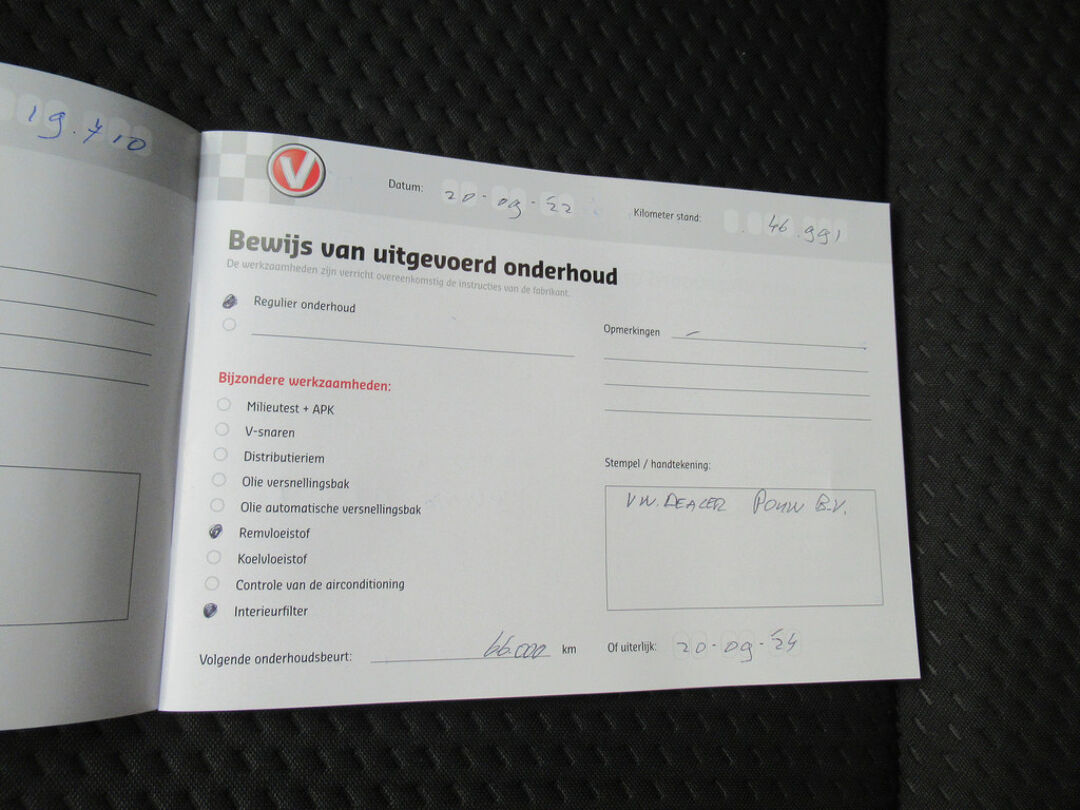 19.710
V
Datum: 20-09-'22
Kilometer stand: 46.991
Bewijs van uitgevoerd onderhoud
De werkzaamheden zijn verricht overeenkomstig de instructies van de fabrikant.
Regulier onderhoud
Opmerkingen
Bijzondere werkzaamheden:
Milieutest + APK
V-snaren
Distributieriem
Olie versnellingsbak
Olie automatische versnellingsbak
Remvloeistof
Koelvloeistof
Controle van de airconditioning
Interieurfilter
Stempel / handtekening:
VW. DEALER POUW B.V.
Volgende onderhoudsbeurt: 66.000 km
Of uiterlijk: 20-09-'24